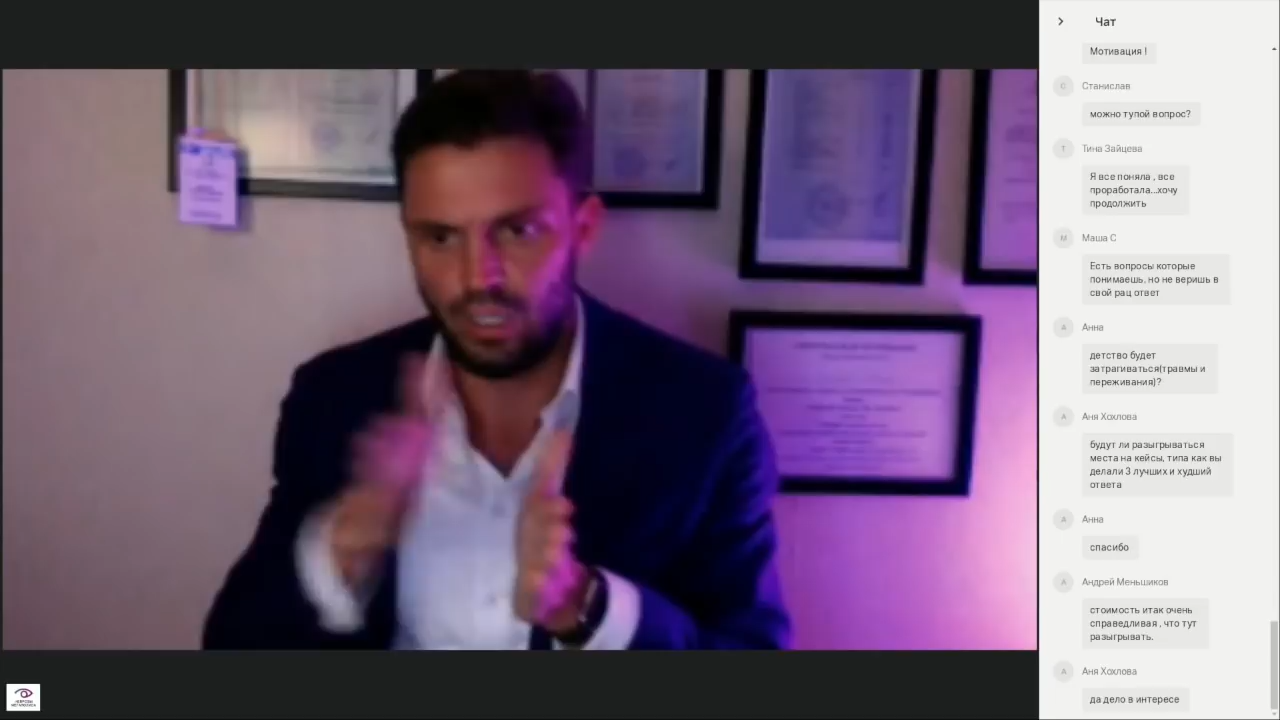 Чат
Мотивация !
С
Станислав
можно тупой вопрос?
Т
Тина Зайцева
Я все поняла , все
проработала...хочу
продолжить
М
Маша С
Есть вопросы которые
понимаешь, но не веришь в
свой рац ответ
А
Анна
детство будет
затрагиваться(травмы и
переживания)?
А
Аня Хохлова
будут ли разыгрываться
места на кейсы, типа как вы
делали 3 лучших и худший
ответа
А
Анна
спасибо
А
Андрей Меньшиков
стоимость итак очень
справедливая , что тут
разыгрывать.
А
Аня Хохлова
да дело в интересе